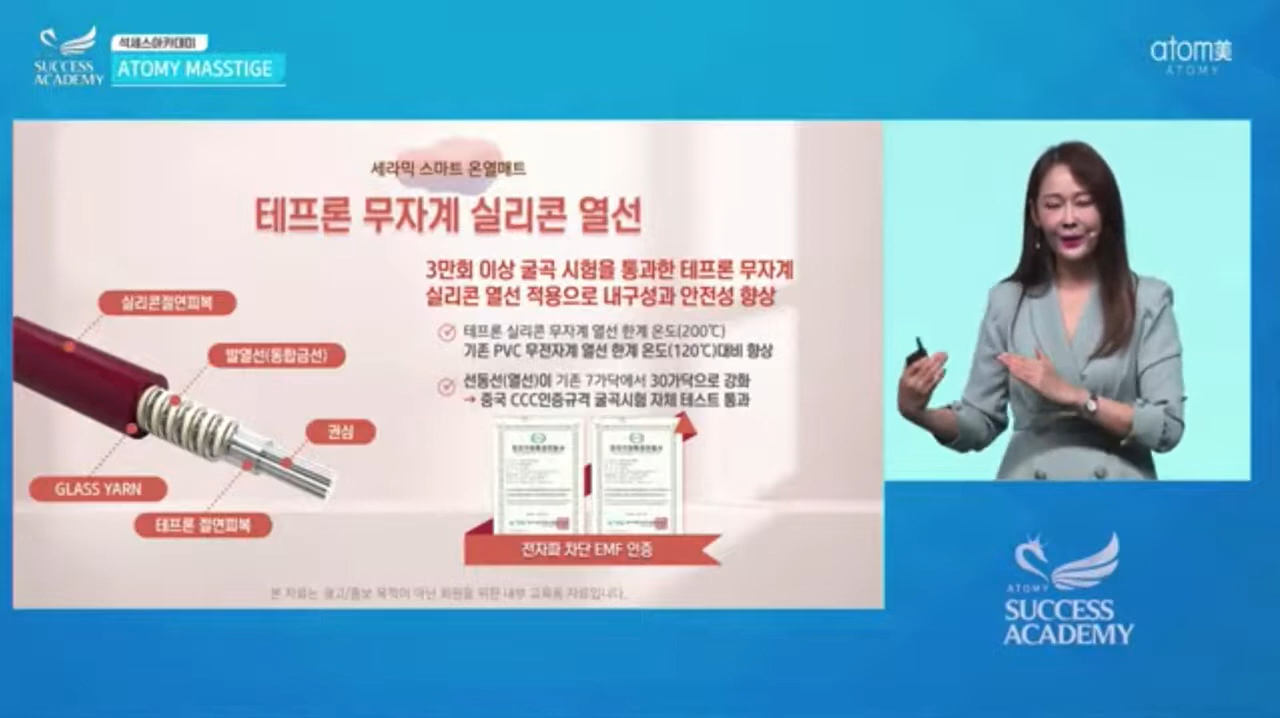 SUCCESS
ACADEMY
석세스아카데미
ATOMY MASSTIGE
atom美
ATOMY
세라믹 스마트 온열매트
테프론 무자계 실리콘 열선
3만회 이상 굴곡 시험을 통과한 테프론 무자계
실리콘 열선 적용으로 내구성과 안전성 향상
테프론 실리콘 무자계 열선 한계 온도(200℃)
기존 PVC 무전자계 열선 한계 온도(120℃)대비 향상
선동선(열선)이 기존 7가닥에서 30가닥으로 강화
→ 중국 CCC인증규격 굴곡시험 자체 테스트 통과
실리콘절연피복
발열선(동합금선)
권심
GLASS YARN
테프론 절연피복
전자파 차단 EMF 인증
본 자료는 광고/홍보 목적이 아닌 회원을 위한 내부 교육용 자료입니다.
ATOMY
SUCCESS
ACADEMY